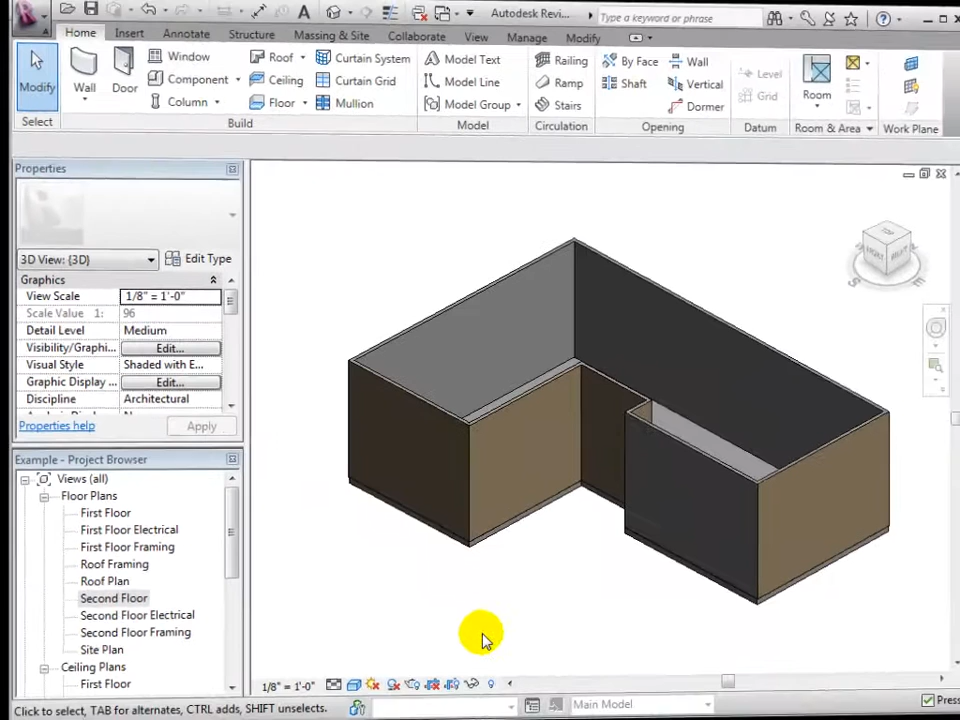 Autodesk Revi...
Type a keyword or phrase
Home Insert Annotate Structure Massing & Site Collaborate View Manage Modify
Modify
Select
Wall
Door
Window
Component
Column
Roof
Ceiling
Floor
Curtain System
Curtain Grid
Mullion
Build
Model Text
Model Line
Model Group
Model
Railing
Ramp
Stairs
Circulation
By Face
Shaft
Wall
Vertical
Dormer
Opening
Level
Grid
Datum
Room
Room & Area
Work Plane
Properties
3D View: {3D}
Edit Type
Graphics
View Scale 1/8" = 1'-0"
Scale Value 1: 96
Detail Level Medium
Visibility/Graphi... Edit...
Visual Style Shaded with E...
Graphic Display ... Edit...
Discipline Architectural
Properties help
Apply
Example - Project Browser
Views (all)
Floor Plans
First Floor
First Floor Electrical
First Floor Framing
Roof Framing
Roof Plan
Second Floor
Second Floor Electrical
Second Floor Framing
Site Plan
Ceiling Plans
First Floor
1/8" = 1'-0"
Click to select, TAB for alternates, CTRL adds, SHIFT unselects.
Main Model
Press